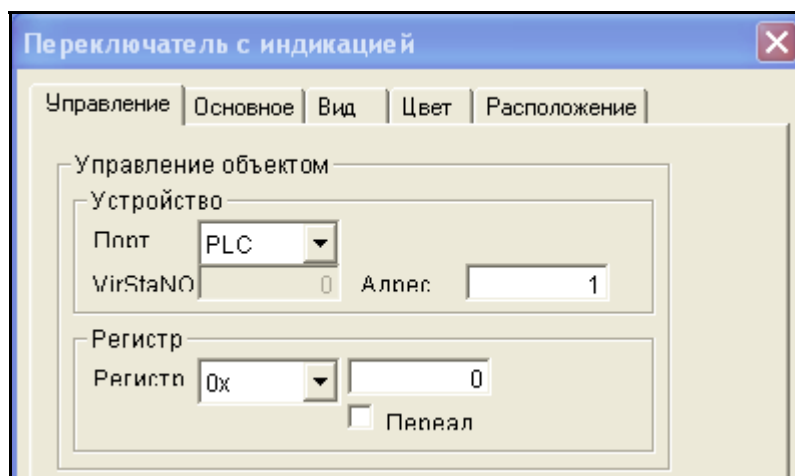 Переключатель с индикацией
Управление Основное Вид Цвет Расположение
Управление объектом
Устройство
Порт PLC
VirStaNO 0 Адрес 1
Регистр
Регистр 0x 0
Переад